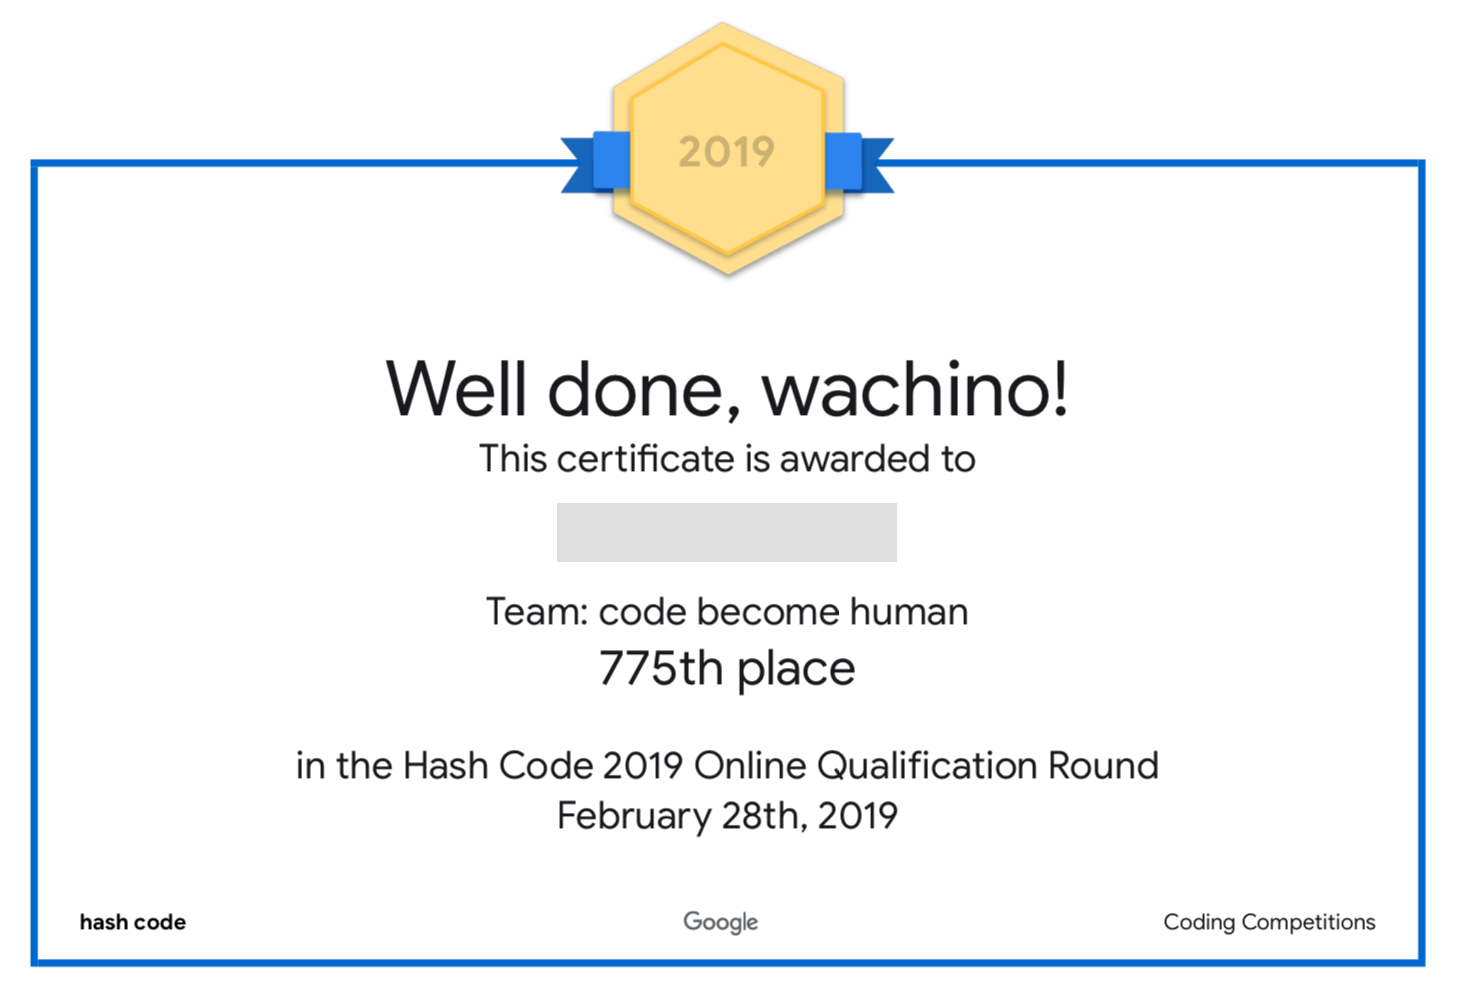 2019
Well done, wachino!
This certificate is awarded to
Team: code become human
775th place
in the Hash Code 2019 Online Qualification Round
February 28th, 2019
hash code
Google
Coding Competitions